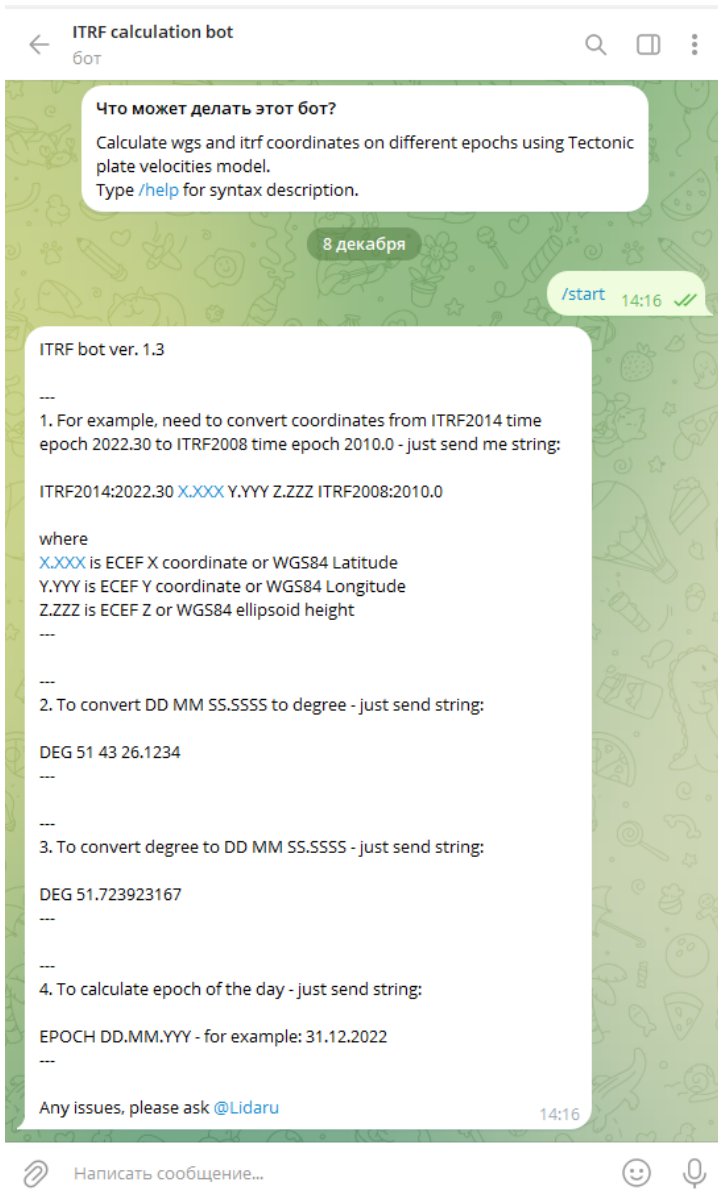 ITRF calculation bot
бот
Что может делать этот бот?
Calculate wgs and itrf coordinates on different epochs using Tectonic
plate velocities model.
Type /help for syntax description.
8 декабря
/start 14:16
ITRF bot ver. 1.3
---
1. For example, need to convert coordinates from ITRF2014 time
epoch 2022.30 to ITRF2008 time epoch 2010.0 - just send me string:
ITRF2014:2022.30 X.XXX Y.YYY Z.ZZZ ITRF2008:2010.0
where
X.XXX is ECEF X coordinate or WGS84 Latitude
Y.YYY is ECEF Y coordinate or WGS84 Longitude
Z.ZZZ is ECEF Z or WGS84 ellipsoid height
---
---
2. To convert DD MM SS.SSSS to degree - just send string:
DEG 51 43 26.1234
---
---
3. To convert degree to DD MM SS.SSSS - just send string:
DEG 51.723923167
---
---
4. To calculate epoch of the day - just send string:
EPOCH DD.MM.YYY - for example: 31.12.2022
---
Any issues, please ask @Lidaru
14:16
Написать сообщение...